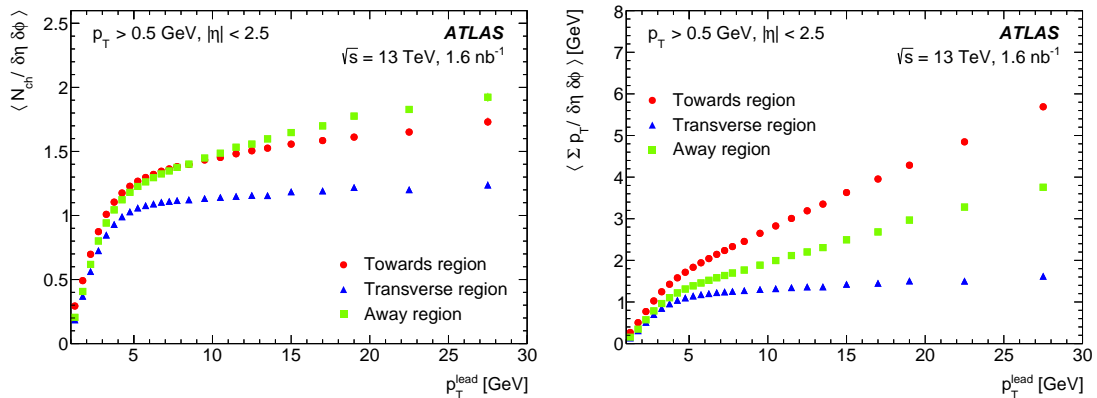 ⟨ N_ch / δη δϕ ⟩
p_T > 0.5 GeV, |η| < 2.5
ATLAS
√s = 13 TeV, 1.6 nb⁻¹
2.5
2
1.5
1
0.5
0
Towards region
Transverse region
Away region
5 10 15 20 25 30
p_T^lead [GeV]
⟨ Σ p_T / δη δϕ ⟩ [GeV]
p_T > 0.5 GeV, |η| < 2.5
ATLAS
√s = 13 TeV, 1.6 nb⁻¹
8
7
6
5
4
3
2
1
0
Towards region
Transverse region
Away region
5 10 15 20 25 30
p_T^lead [GeV]